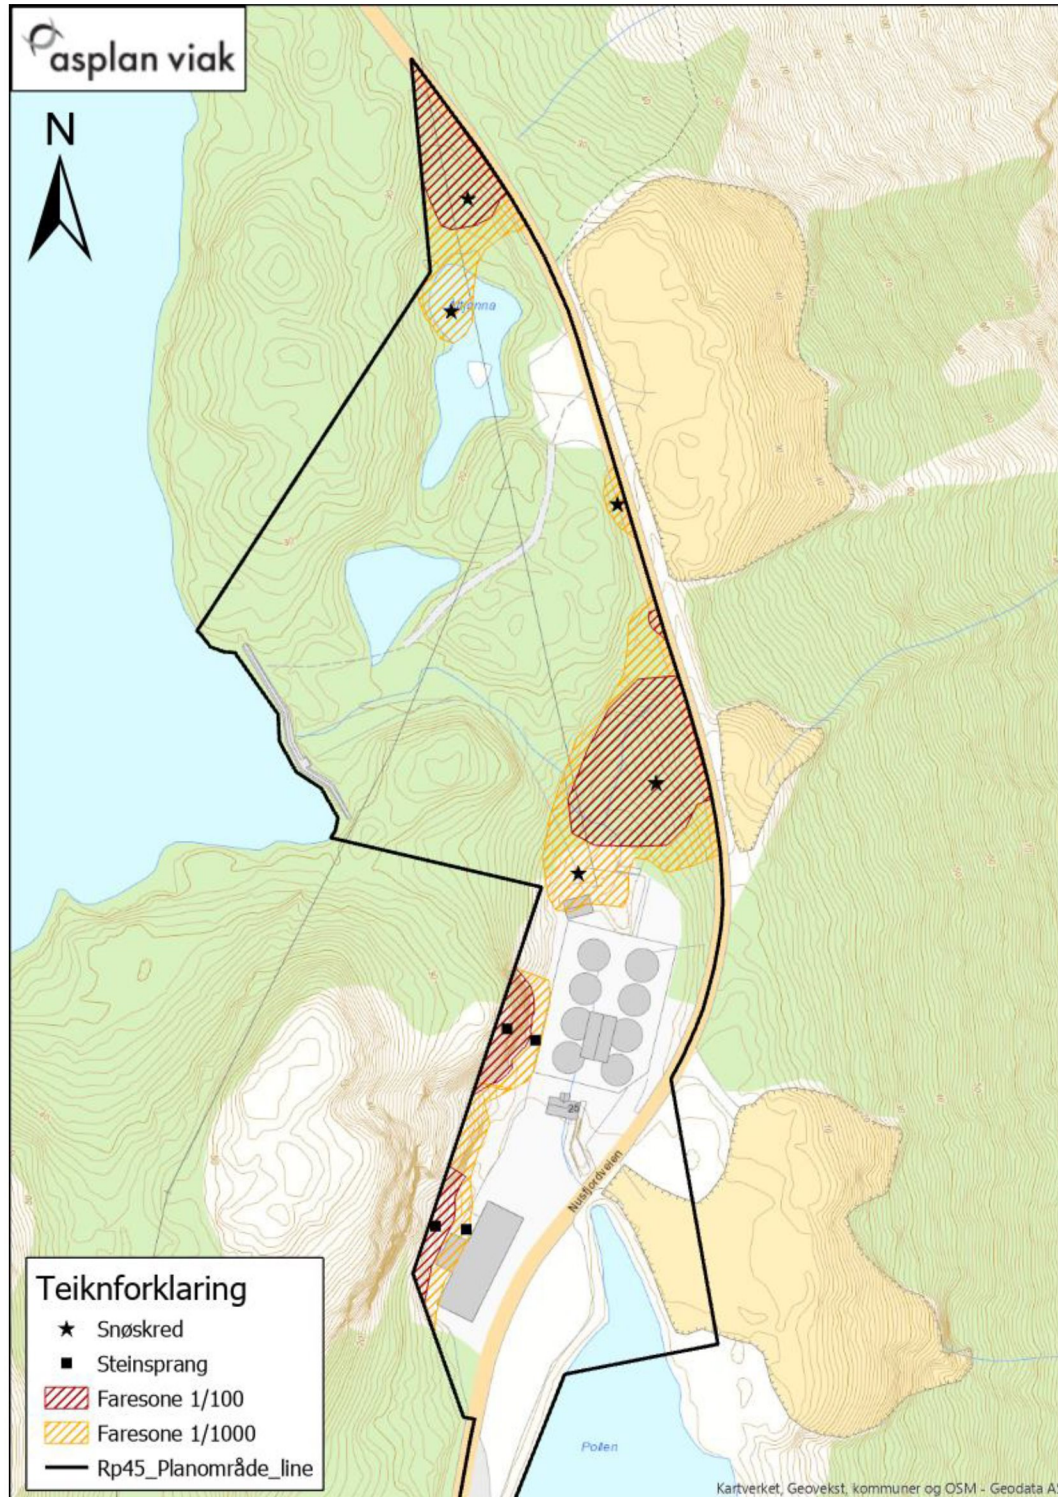 asplan viak
N
25
Nusfjordveien
Teiknforklaring
Snøskred
Steinsprang
Faresone 1/100
Faresone 1/1000
Rp45_Planområde_line
Pollen
Kartverket, Geovekst, kommuner og OSM - Geodata A